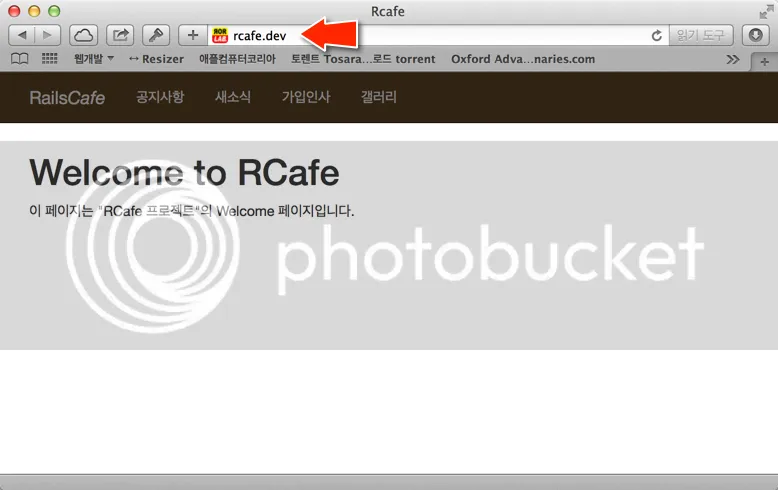 Rcafe
ROR LAB rcafe.dev 읽기 도구
웹개발 Resizer 애플컴퓨터코리아 토렌트 Tosara...로드 torrent Oxford Adva...naries.com
RailsCafe 공지사항 새소식 가입인사 갤러리
Welcome to RCafe
이 페이지는 "RCafe 프로젝트"의 Welcome 페이지입니다.
photobucket